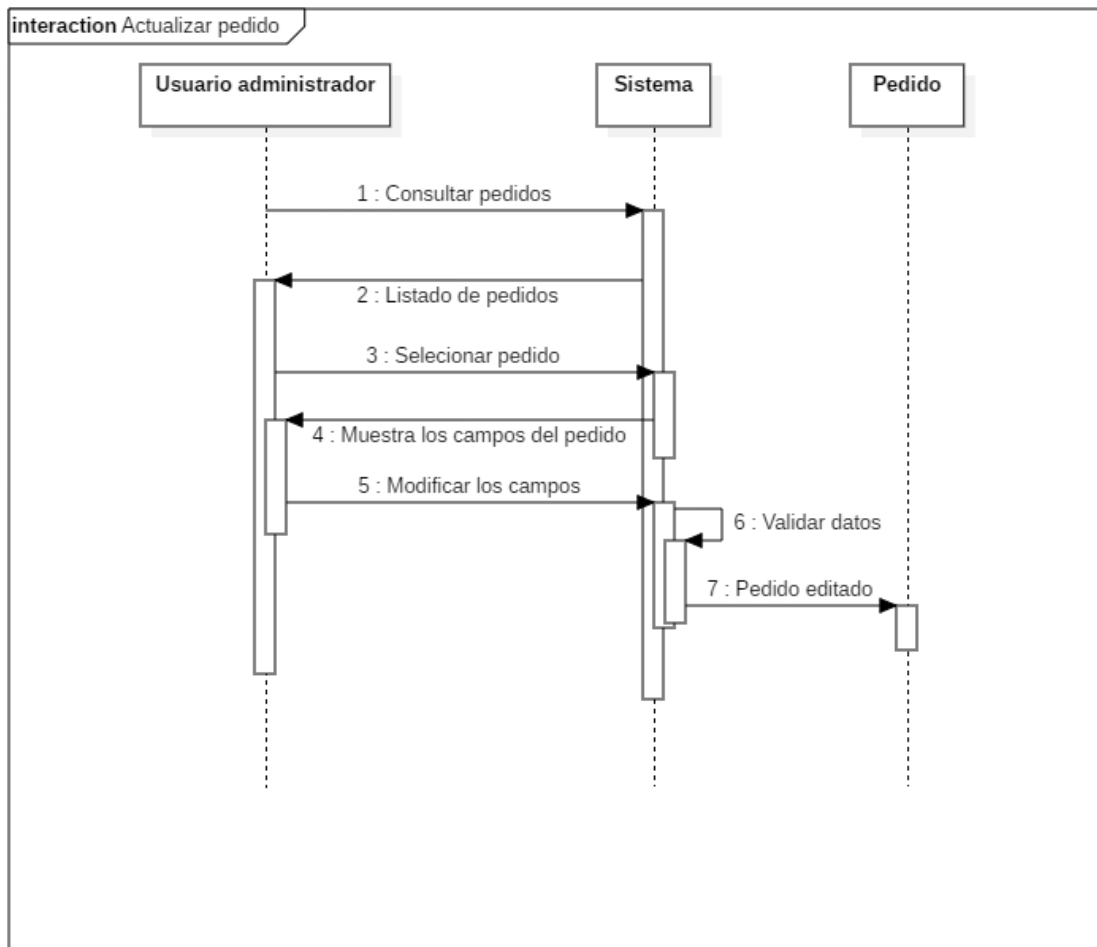 interaction Actualizar pedido
Usuario administrador
Sistema
Pedido
1 : Consultar pedidos
2 : Listado de pedidos
3 : Selecionar pedido
4 : Muestra los campos del pedido
5 : Modificar los campos
6 : Validar datos
7 : Pedido editado